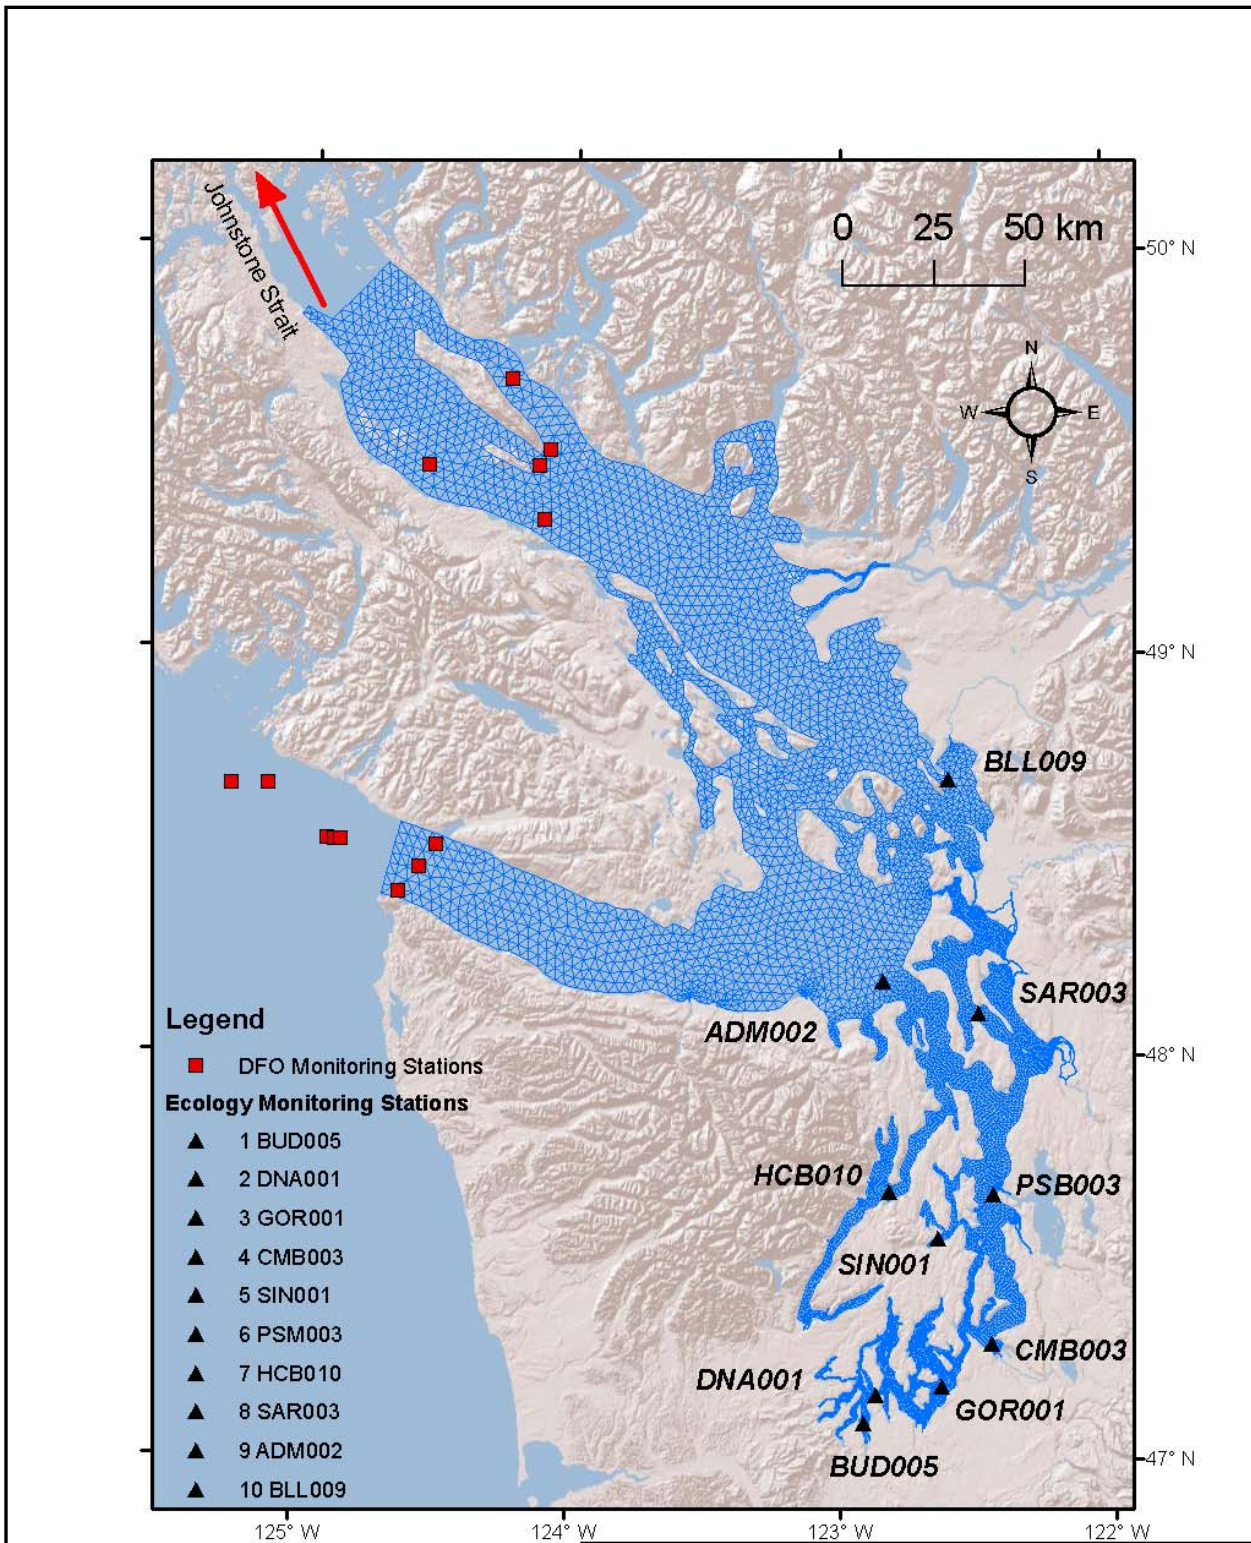 Johnstone Strait
0 25 50 km
50° N
N
W E
S
49° N
BLL009
SAR003
ADM002
48° N
Legend
DFO Monitoring Stations
Ecology Monitoring Stations
1 BUD005
2 DNA001
3 GOR001
4 CMB003
5 SIN001
6 PSM003
7 HCB010
8 SAR003
9 ADM002
10 BLL009
HCB010
PSB003
SIN001
CMB003
DNA001
GOR001
BUD005
47° N
125° W 124° W 123° W 122° W